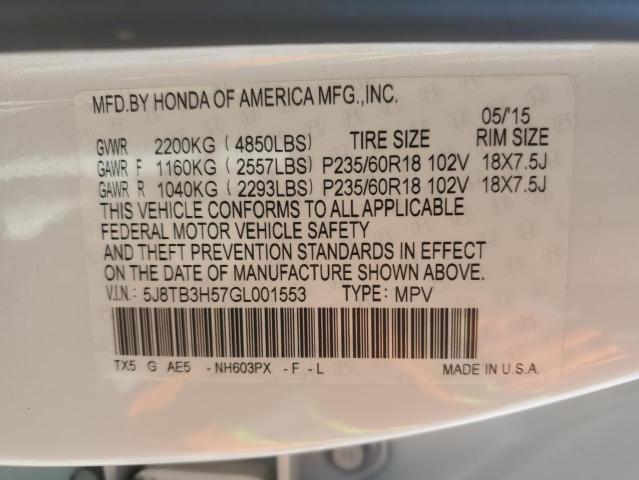 MFD.BY HONDA OF AMERICA MFG.,INC.
05/'15
GVWR 2200KG (4850LBS) TIRE SIZE RIM SIZE
GAWR F 1160KG (2557LBS) P235/60R18 102V 18X7.5J
GAWR R 1040KG (2293LBS) P235/60R18 102V 18X7.5J
THIS VEHICLE CONFORMS TO ALL APPLICABLE
FEDERAL MOTOR VEHICLE SAFETY
AND THEFT PREVENTION STANDARDS IN EFFECT
ON THE DATE OF MANUFACTURE SHOWN ABOVE.
V.I.N.: 5J8TB3H57GL001553 TYPE: MPV
TX5 G AE5 -NH603PX -F-L MADE IN U.S.A.